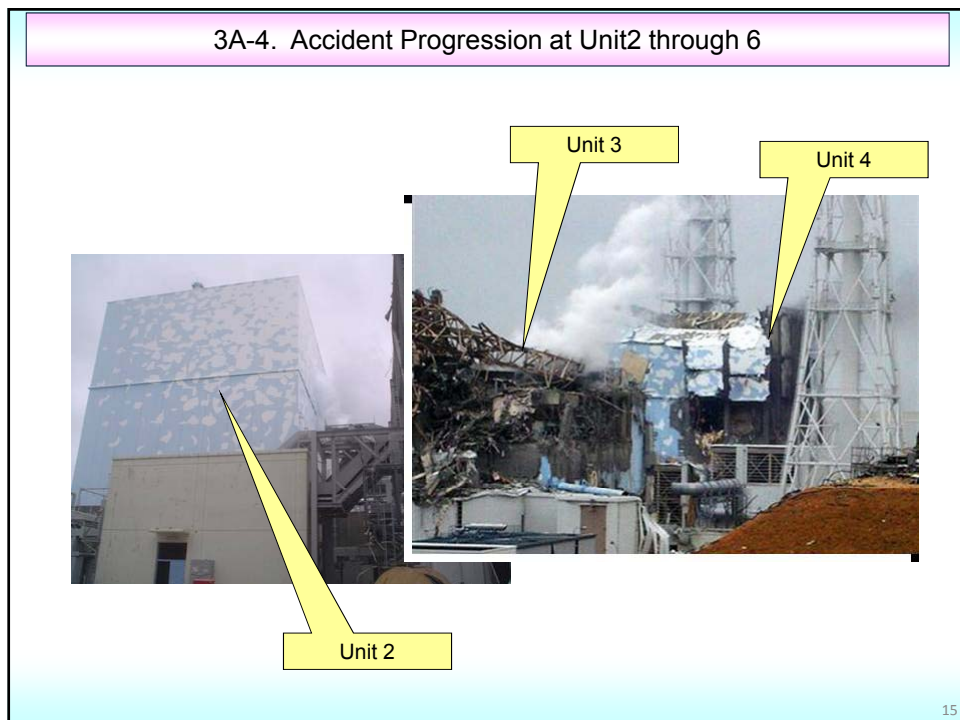 3A-4.  Accident Progression at Unit2 through 6
Unit 3
Unit 4
Unit 2
15